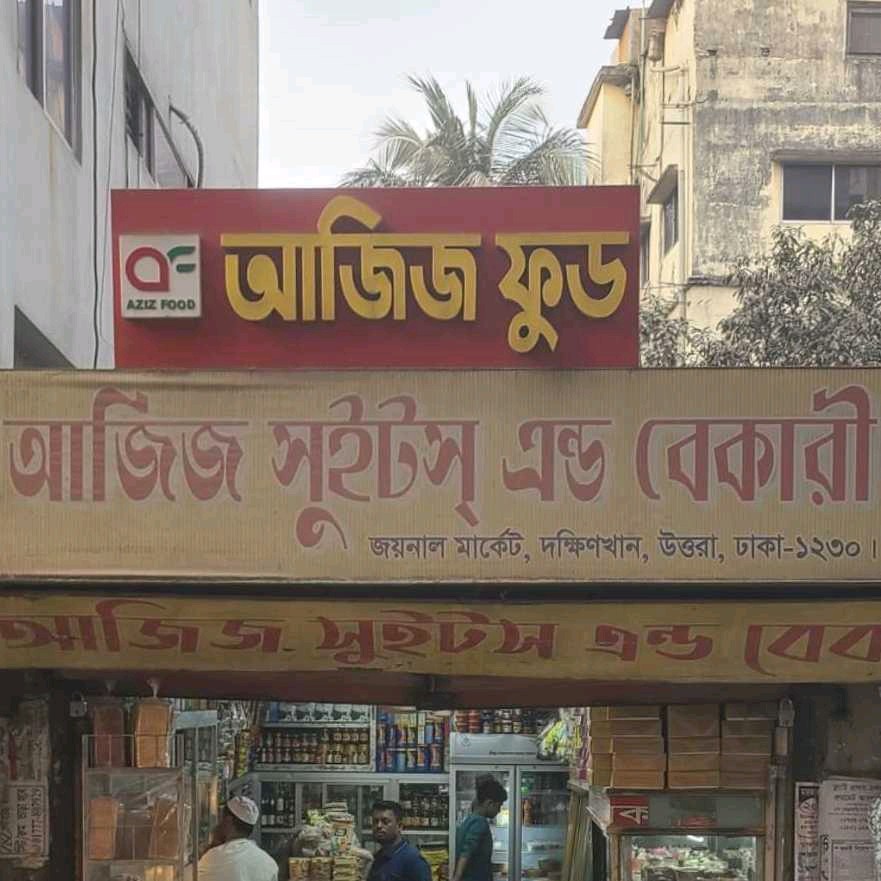 আজিজ ফুড
AZIZ FOOD
আজিজ সুইটস্ এন্ড বেকারী
জয়নাল মার্কেট, দক্ষিণখান, উত্তরা, ঢাকা-১২৩০।
আজিজ সুইটস এন্ড